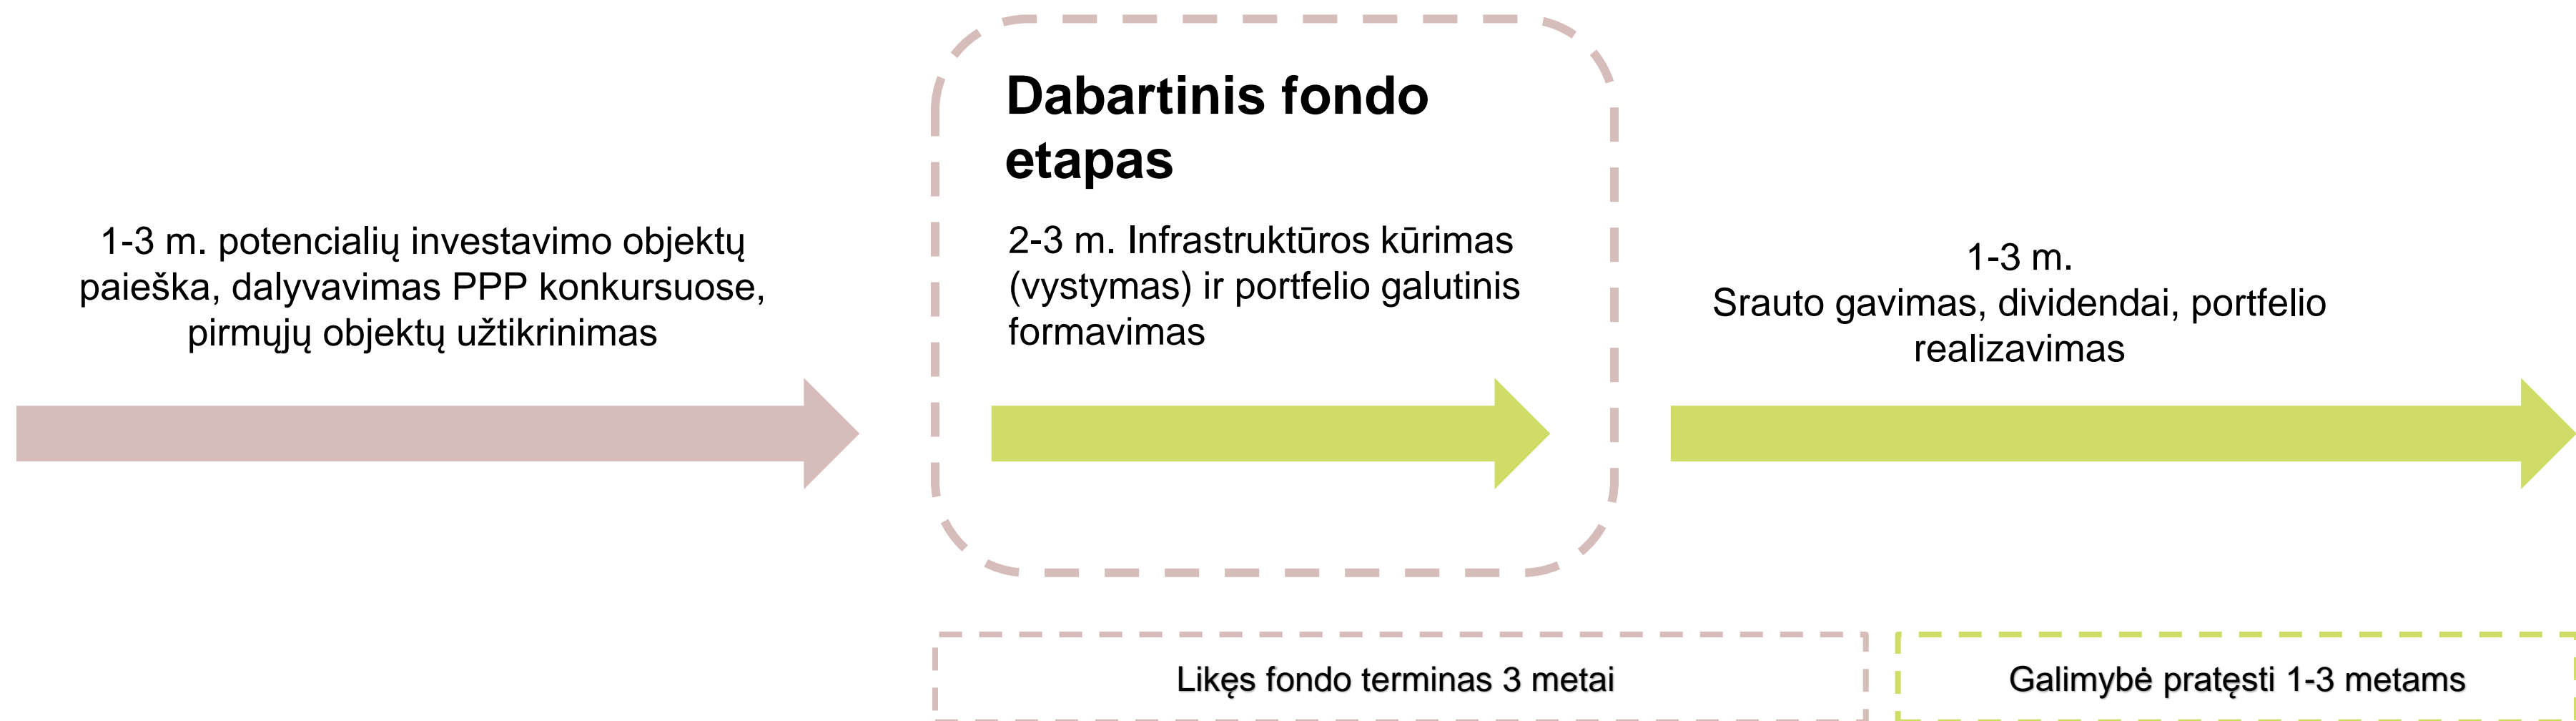 1-3 m. potencialių investavimo objektų
paieška, dalyvavimas PPP konkursuose,
pirmųjų objektų užtikrinimas
Dabartinis fondo
etapas
2-3 m. Infrastruktūros kūrimas
(vystymas) ir portfelio galutinis
formavimas
1-3 m.
Srauto gavimas, dividendai, portfelio
realizavimas
Likęs fondo terminas 3 metai
Galimybė pratęsti 1-3 metams